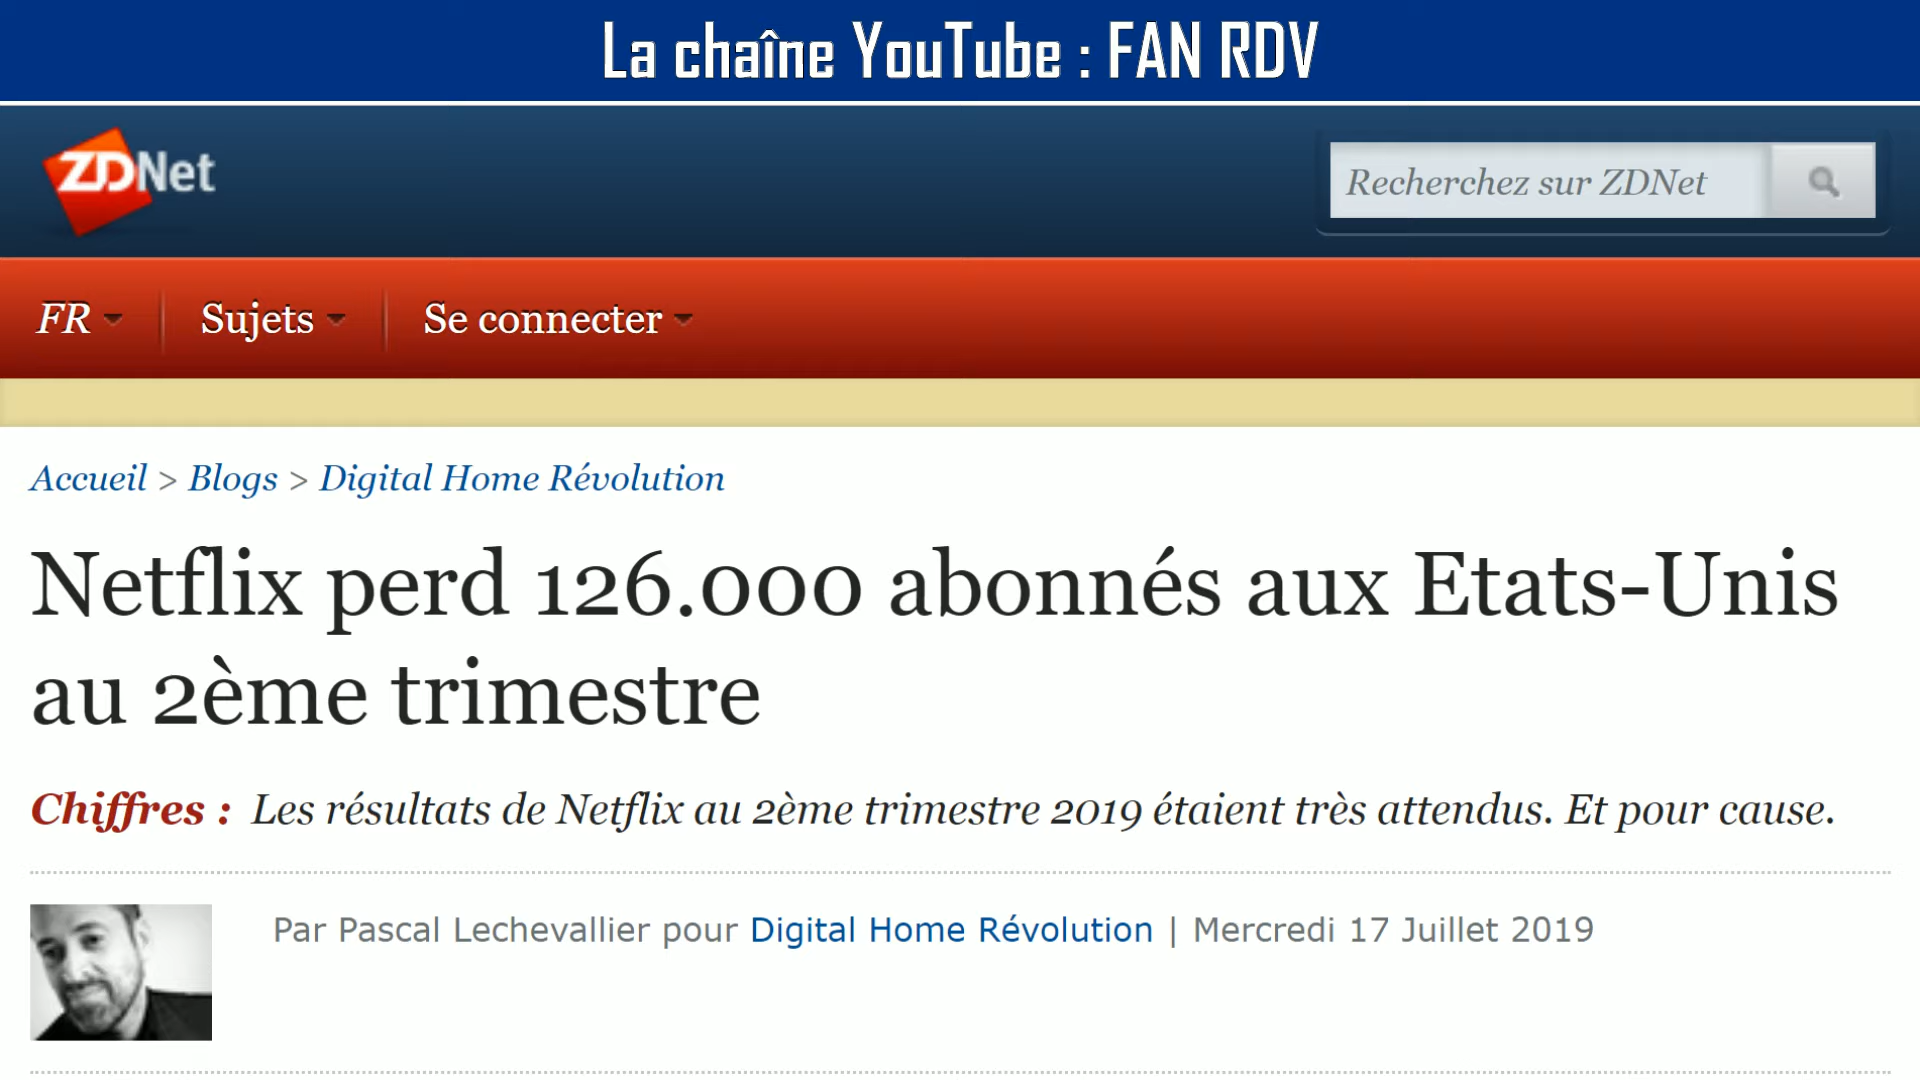 La chaîne YouTube : FAN RDV
ZDNet
Recherchez sur ZDNet
FR
Sujets
Se connecter
Accueil > Blogs > Digital Home Révolution
Netflix perd 126.000 abonnés aux Etats-Unis
au 2ème trimestre
Chiffres : Les résultats de Netflix au 2ème trimestre 2019 étaient très attendus. Et pour cause.
Par Pascal Lechevallier pour Digital Home Révolution | Mercredi 17 Juillet 2019